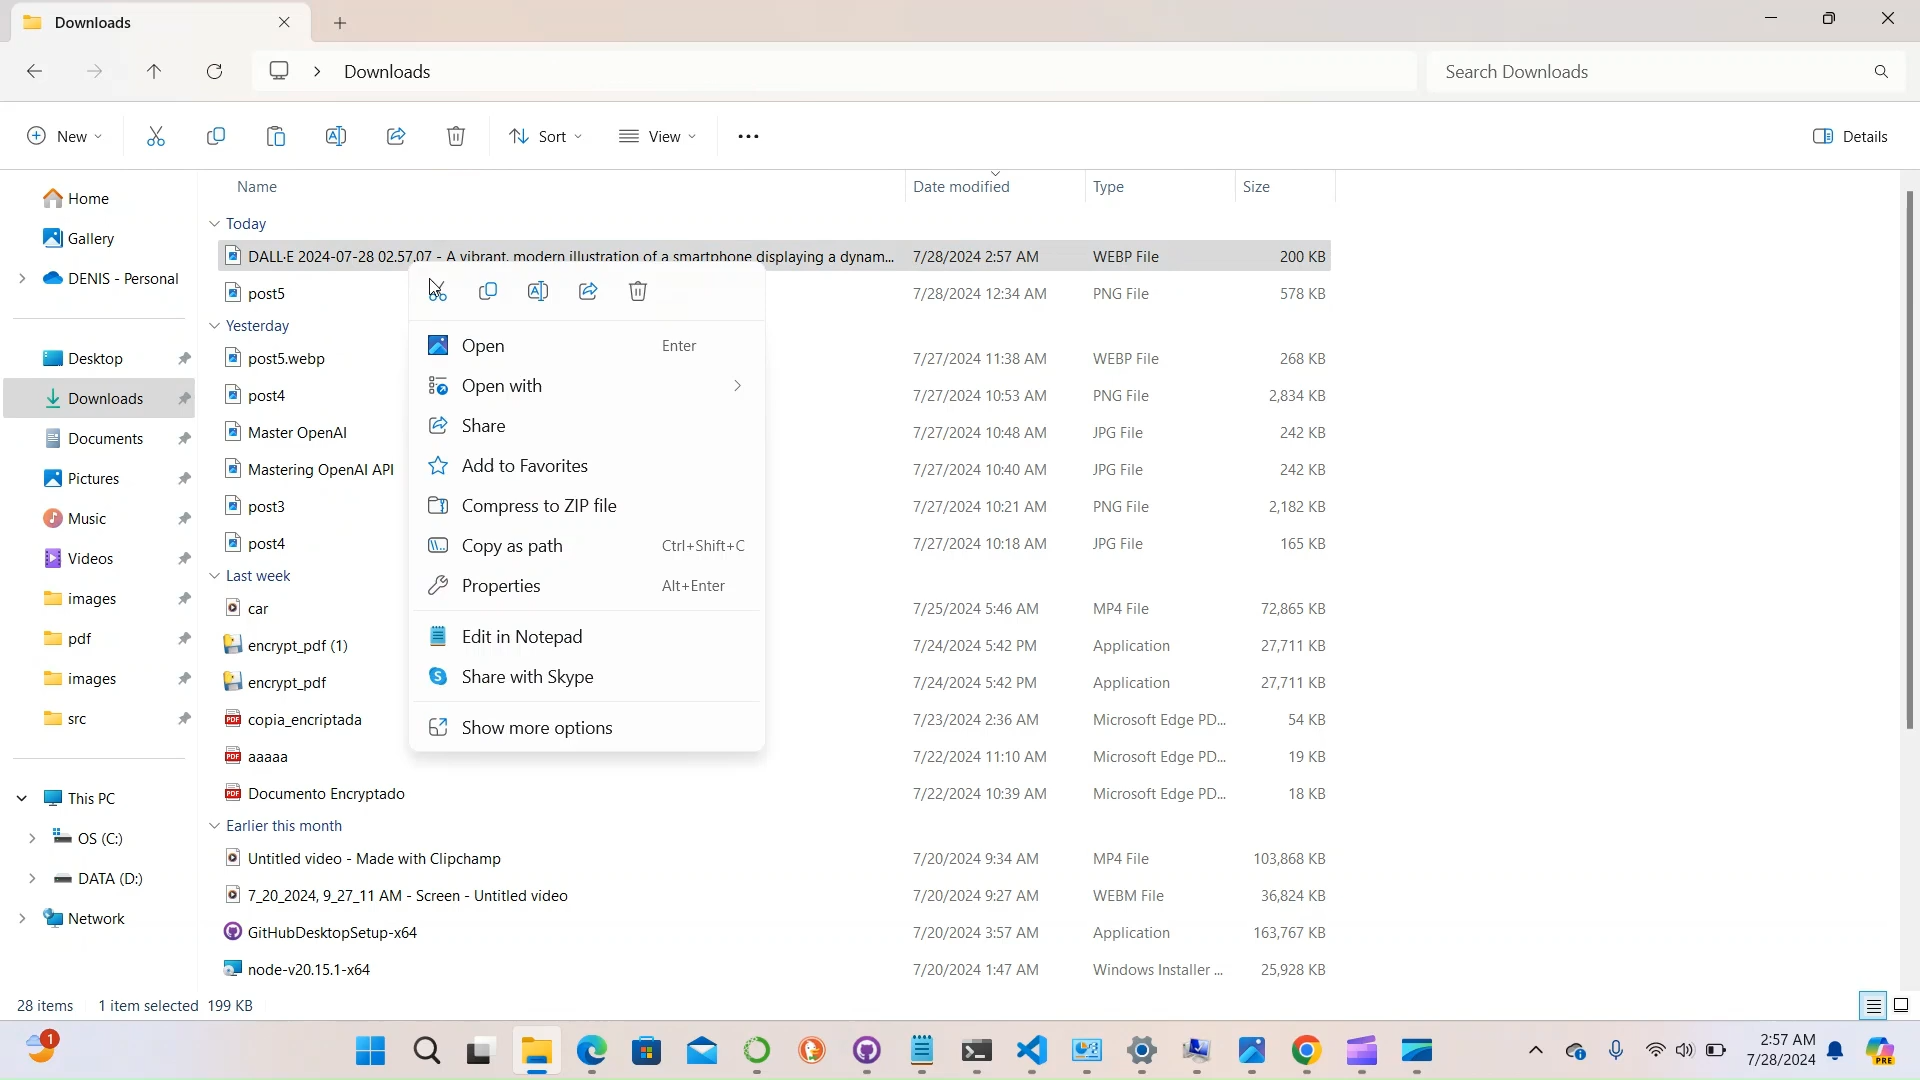 Downloads
Downloads
Search Downloads
New
Sort
View
Details
Home
Gallery
DENIS - Personal
Desktop
Downloads
Documents
Pictures
Music
Videos
images
pdf
images
src
This PC
OS (C:)
DATA (D:)
Network
Name Date modified Type Size
Today
DALL·E 2024-07-28 02.57.07 - A vibrant, modern illustration of a smartphone displaying a dynam... 7/28/2024 2:57 AM WEBP File 200 KB
post5 7/28/2024 12:34 AM PNG File 578 KB
Yesterday
post5.webp 7/27/2024 11:38 AM WEBP File 268 KB
post4 7/27/2024 10:53 AM PNG File 2,834 KB
Master OpenAI 7/27/2024 10:48 AM JPG File 242 KB
Mastering OpenAI API 7/27/2024 10:40 AM JPG File 242 KB
post3 7/27/2024 10:21 AM PNG File 2,182 KB
post4 7/27/2024 10:18 AM JPG File 165 KB
Last week
car 7/25/2024 5:46 AM MP4 File 72,865 KB
encrypt_pdf (1) 7/24/2024 5:42 PM Application 27,711 KB
encrypt_pdf 7/24/2024 5:42 PM Application 27,711 KB
copia_encriptada 7/23/2024 2:36 AM Microsoft Edge PD... 54 KB
aaaaa 7/22/2024 11:10 AM Microsoft Edge PD... 19 KB
Documento Encryptado 7/22/2024 10:39 AM Microsoft Edge PD... 18 KB
Earlier this month
Untitled video - Made with Clipchamp 7/20/2024 9:34 AM MP4 File 103,868 KB
7_20_2024, 9_27_11 AM - Screen - Untitled video 7/20/2024 9:27 AM WEBM File 36,824 KB
GitHubDesktopSetup-x64 7/20/2024 3:57 AM Application 163,767 KB
node-v20.15.1-x64 7/20/2024 1:47 AM Windows Installer ... 25,928 KB
Open Enter
Open with
Share
Add to Favorites
Compress to ZIP file
Copy as path Ctrl+Shift+C
Properties Alt+Enter
Edit in Notepad
Share with Skype
Show more options
28 items 1 item selected 199 KB
1
2:57 AM
7/28/2024
PRE